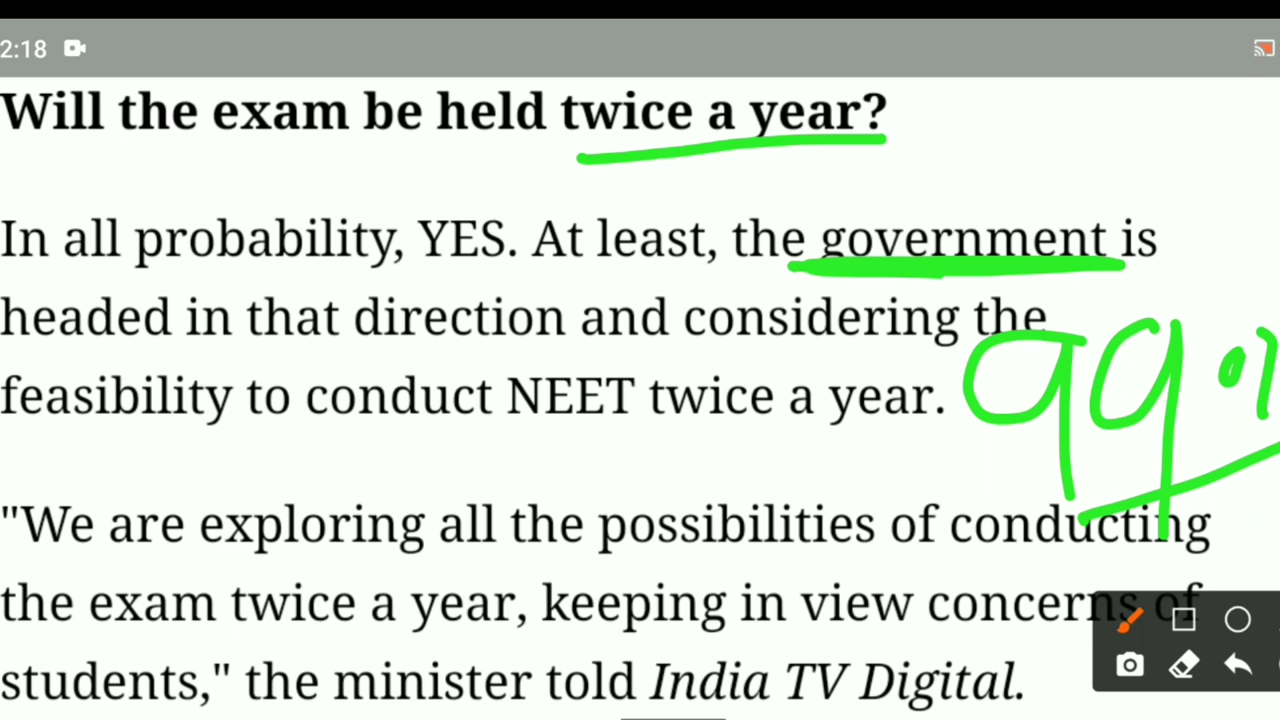 2:18
Will the exam be held twice a year?
In all probability, YES. At least, the government is
headed in that direction and considering the
feasibility to conduct NEET twice a year.
99%
"We are exploring all the possibilities of conducting
the exam twice a year, keeping in view concerns of
students," the minister told India TV Digital.